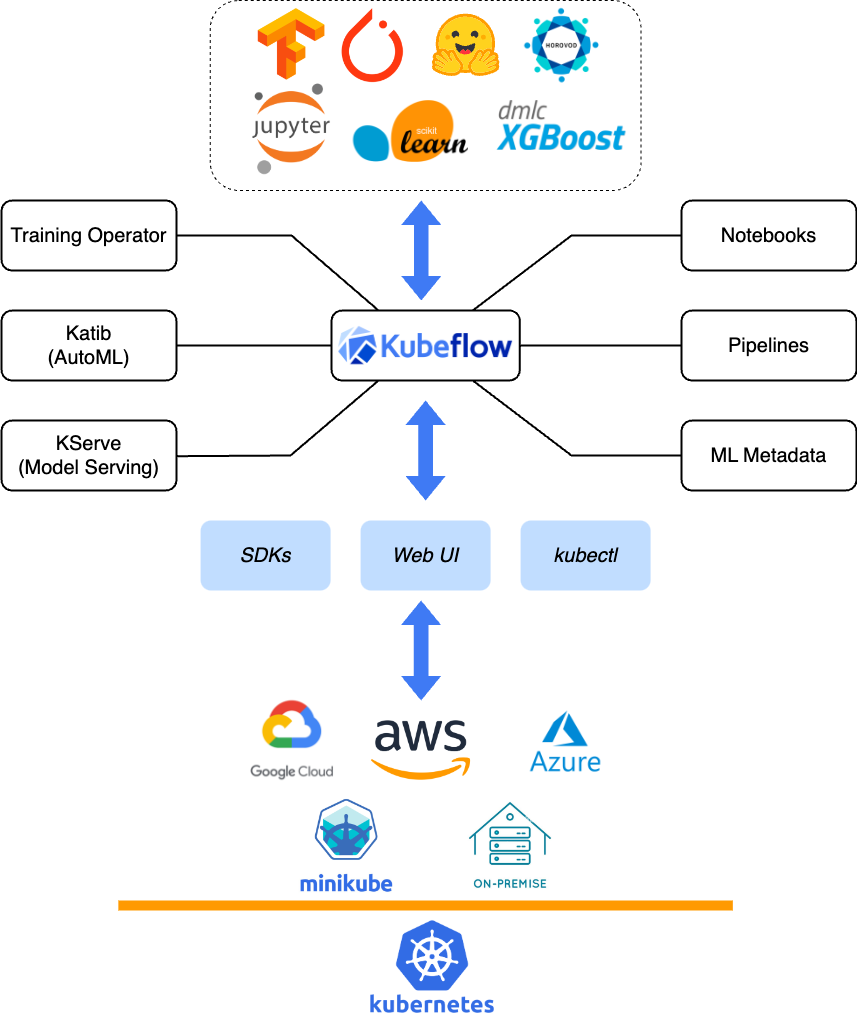 HOROVOD
jupyter
scikit
learn
dmlc
XGBoost
Training Operator
Notebooks
Katib
(AutoML)
Kubeflow
Pipelines
KServe
(Model Serving)
ML Metadata
SDKs
Web UI
kubectl
Google Cloud
aws
Azure
minikube
ON-PREMISE
kubernetes